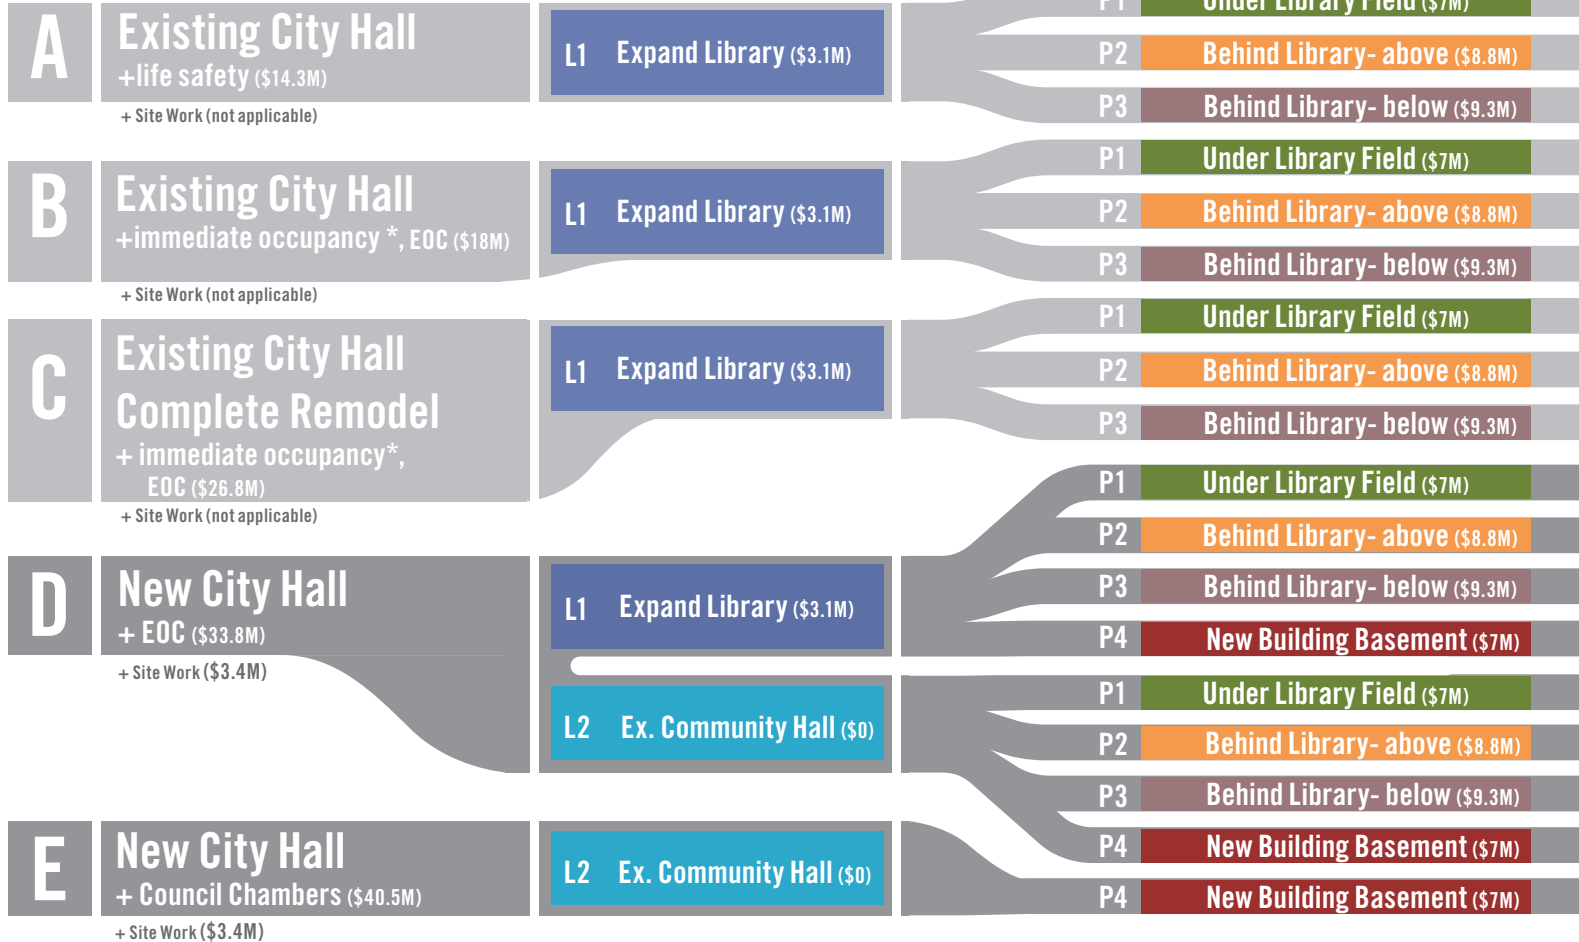 A
Existing City Hall
+life safety ($14.3M)
+ Site Work (not applicable)
L1 Expand Library ($3.1M)
P1 Under Library Field ($7M)
P2 Behind Library- above ($8.8M)
P3 Behind Library- below ($9.3M)
B
Existing City Hall
+immediate occupancy *, EOC ($18M)
+ Site Work (not applicable)
L1 Expand Library ($3.1M)
P1 Under Library Field ($7M)
P2 Behind Library- above ($8.8M)
P3 Behind Library- below ($9.3M)
C
Existing City Hall
Complete Remodel
+ immediate occupancy*,
EOC ($26.8M)
+ Site Work (not applicable)
L1 Expand Library ($3.1M)
P1 Under Library Field ($7M)
P2 Behind Library- above ($8.8M)
P3 Behind Library- below ($9.3M)
D
New City Hall
+ EOC ($33.8M)
+ Site Work ($3.4M)
L1 Expand Library ($3.1M)
P1 Under Library Field ($7M)
P2 Behind Library- above ($8.8M)
P3 Behind Library- below ($9.3M)
P4 New Building Basement ($7M)
L2 Ex. Community Hall ($0)
P1 Under Library Field ($7M)
P2 Behind Library- above ($8.8M)
P3 Behind Library- below ($9.3M)
P4 New Building Basement ($7M)
E
New City Hall
+ Council Chambers ($40.5M)
+ Site Work ($3.4M)
L2 Ex. Community Hall ($0)
P4 New Building Basement ($7M)